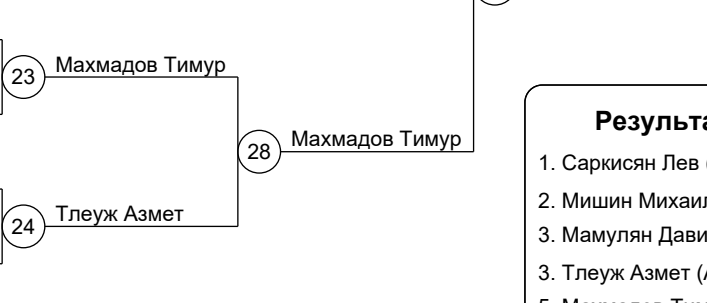 23
Махмадов Тимур
28
Махмадов Тимур
24
Тлеуж Азмет
Результа
1. Саркисян Лев (
2. Мишин Михаил
3. Мамулян Дави
3. Тлеуж Азмет (